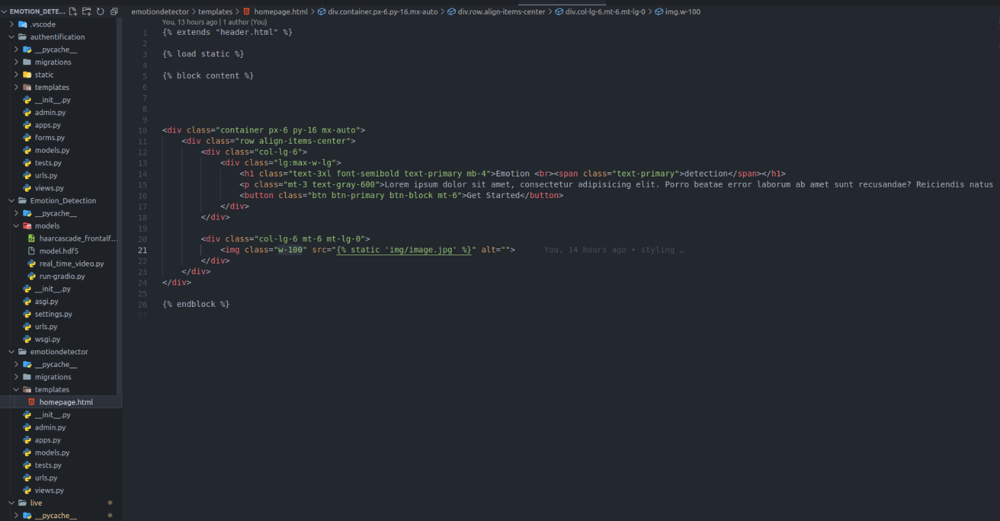 EMOTION_DETE...
.vscode
authentification
__pycache__
migrations
static
templates
__init__.py
admin.py
apps.py
forms.py
models.py
tests.py
urls.py
views.py
Emotion_Detection
__pycache__
models
haarcascade_frontalf...
model.hdf5
real_time_video.py
run-gradio.py
__init__.py
asgi.py
settings.py
urls.py
wsgi.py
emotiondetector
__pycache__
migrations
templates
homepage.html
__init__.py
admin.py
apps.py
models.py
tests.py
urls.py
views.py
live
__pycache__
emotiondetector > templates > homepage.html > div.container.px-6.py-16.mx-auto > div.row.align-items-center > div.col-lg-6.mt-6.mt-lg-0 > img.w-100
You, 13 hours ago | 1 author (You)
1 {% extends "header.html" %}
2
3 {% load static %}
4
5 {% block content %}
6
7
8
9
10 <div class="container px-6 py-16 mx-auto">
11 <div class="row align-items-center">
12 <div class="col-lg-6">
13 <div class="lg:max-w-lg">
14 <h1 class="text-3xl font-semibold text-primary mb-4">Emotion <br><span class="text-primary">detection</span></h1>
15 <p class="mt-3 text-gray-600">Lorem ipsum dolor sit amet, consectetur adipisicing elit. Porro beatae error laborum ab amet sunt recusandae? Reiciendis natus
16 <button class="btn btn-primary btn-block mt-6">Get Started</button>
17 </div>
18 </div>
19
20 <div class="col-lg-6 mt-6 mt-lg-0">
21 <img class="w-100" src="{% static 'img/image.jpg' %}" alt=""> You, 14 hours ago • styling …
22 </div>
23 </div>
24 </div>
25
26 {% endblock %}
27